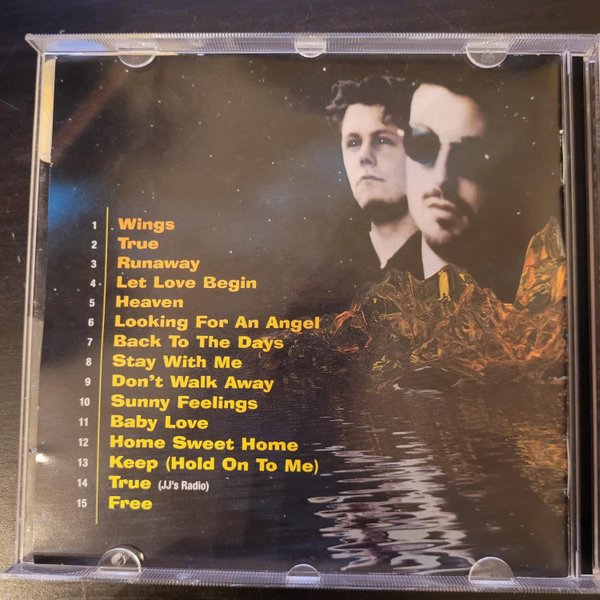 1 Wings
2 True
3 Runaway
4 Let Love Begin
5 Heaven
6 Looking For An Angel
7 Back To The Days
8 Stay With Me
9 Don't Walk Away
10 Sunny Feelings
11 Baby Love
12 Home Sweet Home
13 Keep (Hold On To Me)
14 True (JJ's Radio)
15 Free